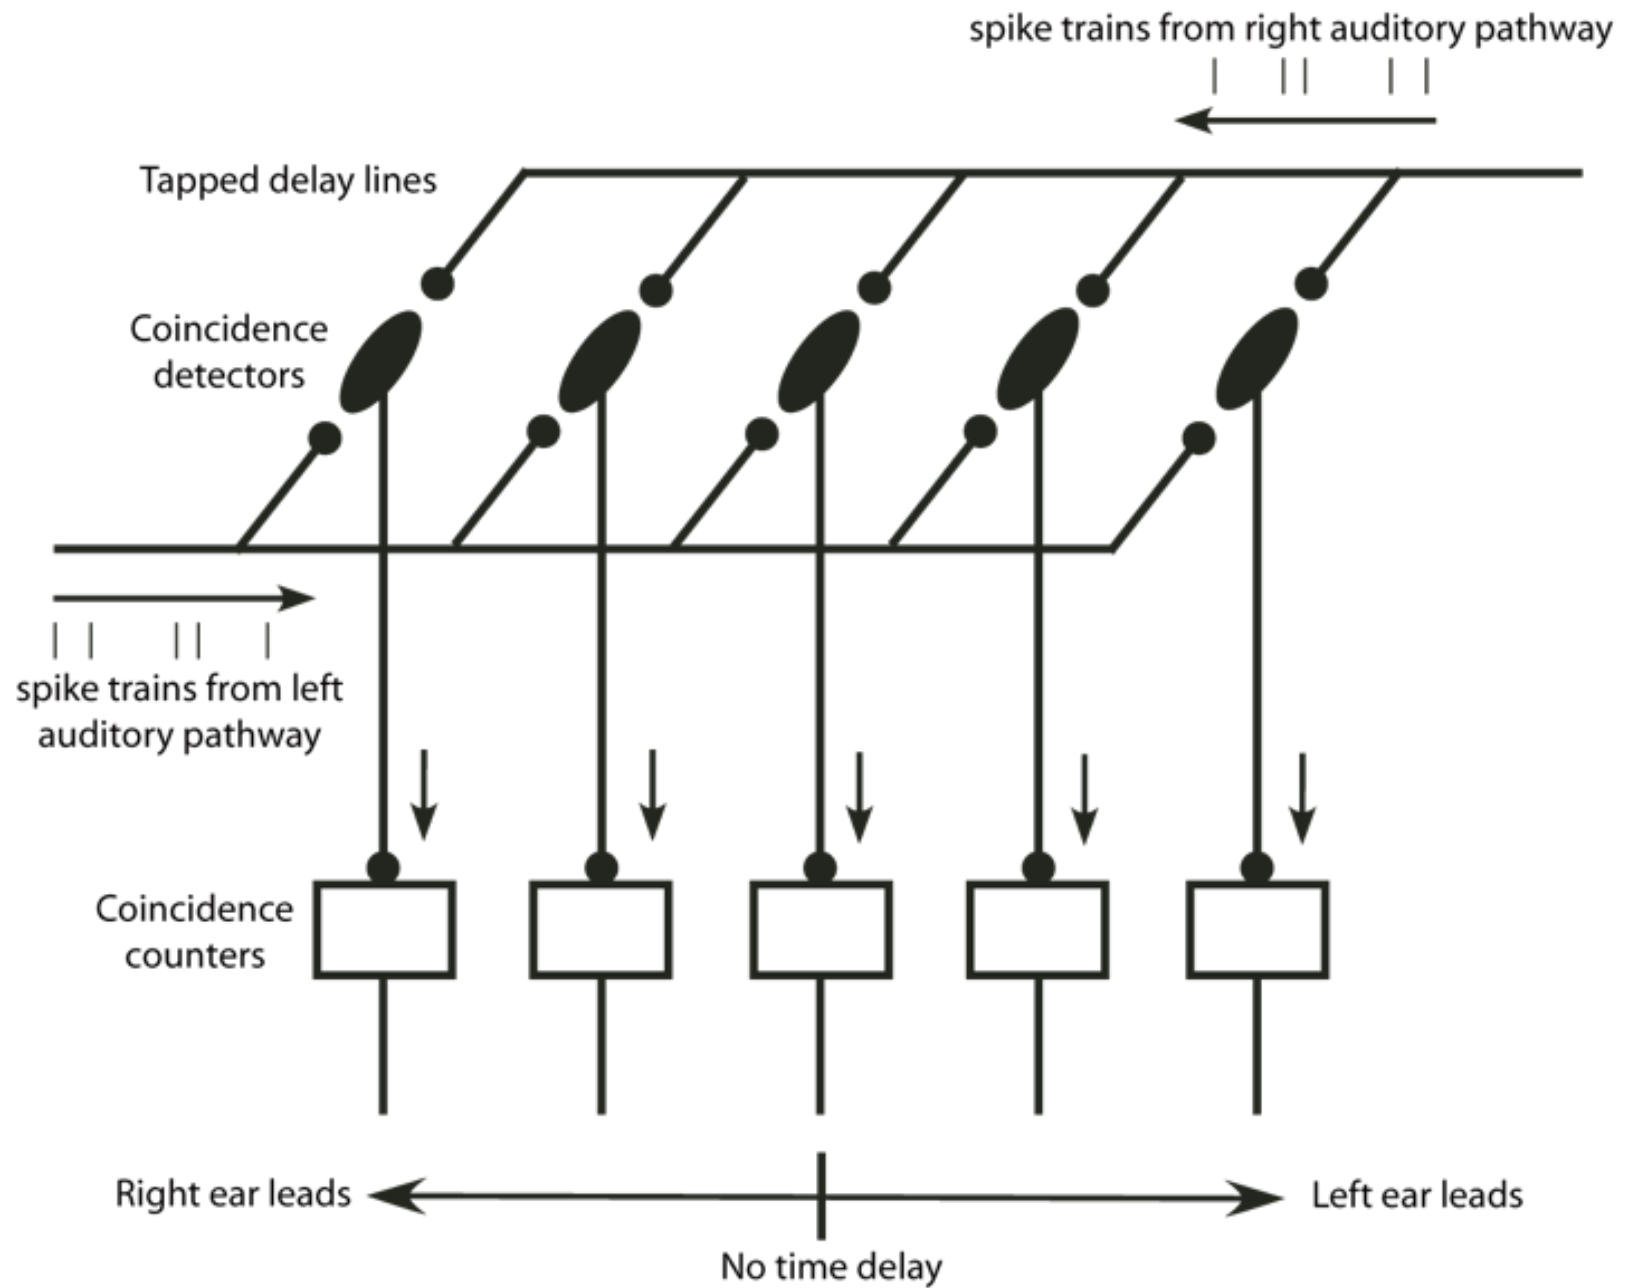 spike trains from right auditory pathway
Tapped delay lines
Coincidence
detectors
spike trains from left
auditory pathway
Coincidence
counters
Right ear leads
Left ear leads
No time delay